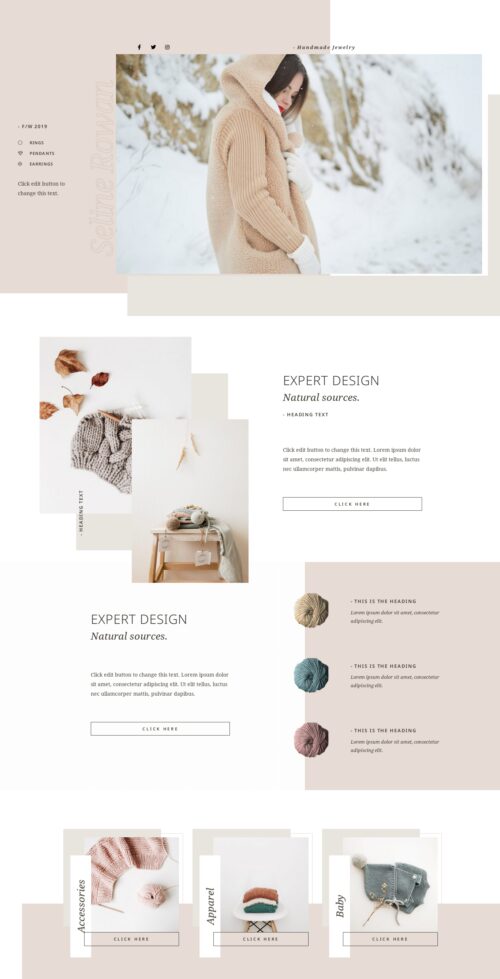 - Handmade Jewelry
Seline Rowan
- F/W 2019
RINGS
PENDANTS
EARRINGS
Click edit button to
change this text.
EXPERT DESIGN
Natural sources.
- HEADING TEXT
Click edit button to change this text. Lorem ipsum dolor
sit amet, consectetur adipiscing elit. Ut elit tellus, luctus
nec ullamcorper mattis, pulvinar dapibus.
CLICK HERE
- HEADING TEXT
EXPERT DESIGN
Natural sources.
Click edit button to change this text. Lorem ipsum dolor
sit amet, consectetur adipiscing elit. Ut elit tellus, luctus
nec ullamcorper mattis, pulvinar dapibus.
CLICK HERE
- THIS IS THE HEADING
Lorem ipsum dolor sit amet, consectetur
adipiscing elit.
- THIS IS THE HEADING
Lorem ipsum dolor sit amet, consectetur
adipiscing elit.
- THIS IS THE HEADING
Lorem ipsum dolor sit amet, consectetur
adipiscing elit.
Accessories
CLICK HERE
Apparel
CLICK HERE
Baby
CLICK HERE